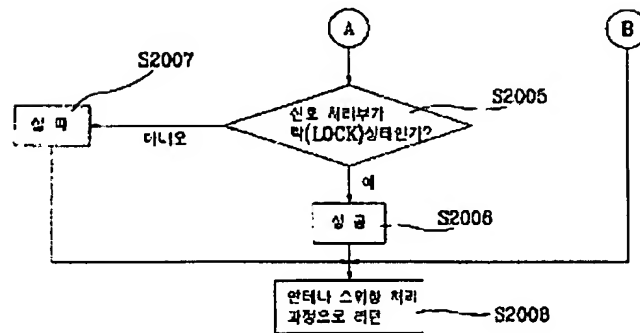 A
B
S2007
S2005
신호 처리부가
락(LOCK)상태인가?
실 패
아니오
예
성 공
S2006
안테나 스위칭 처리
과정으로 리턴
S2008